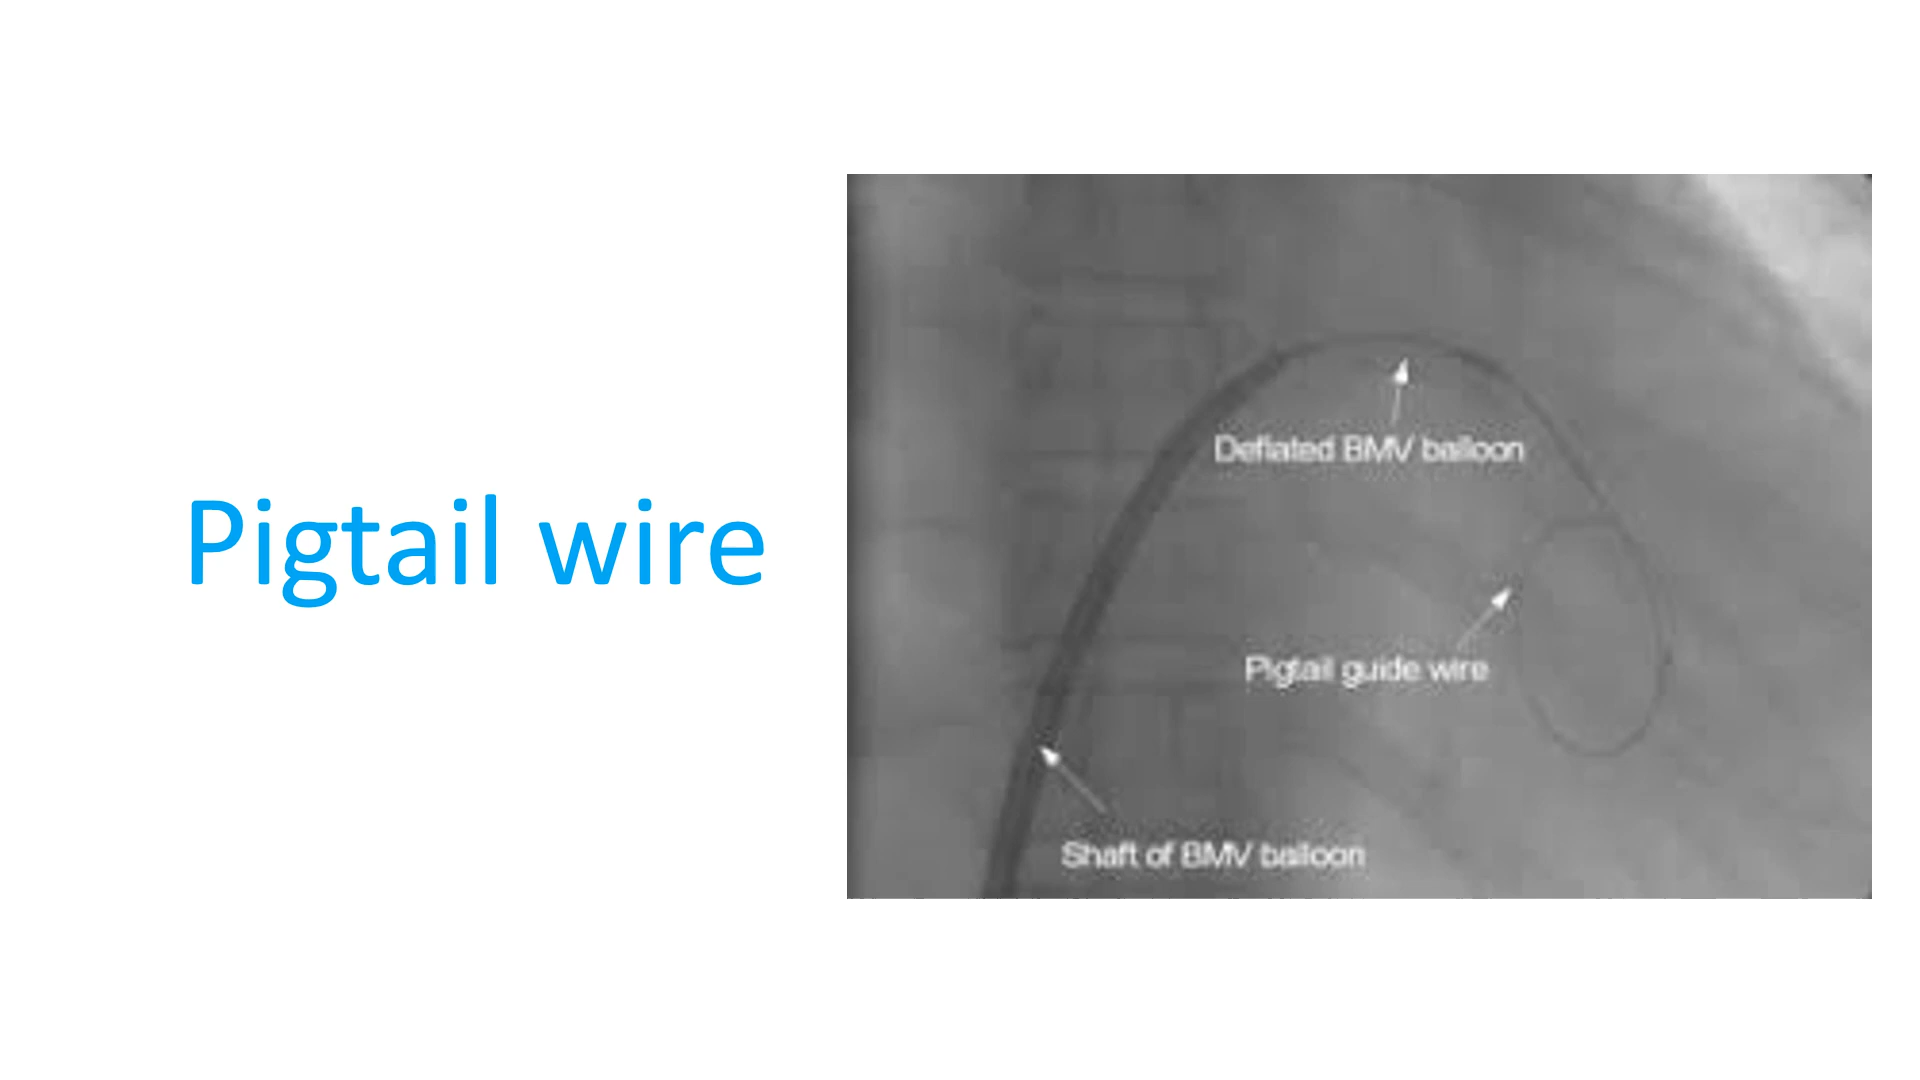 Pigtail wire
Deflated BMV balloon
Pigtail guide wire
Shaft of BMV balloon